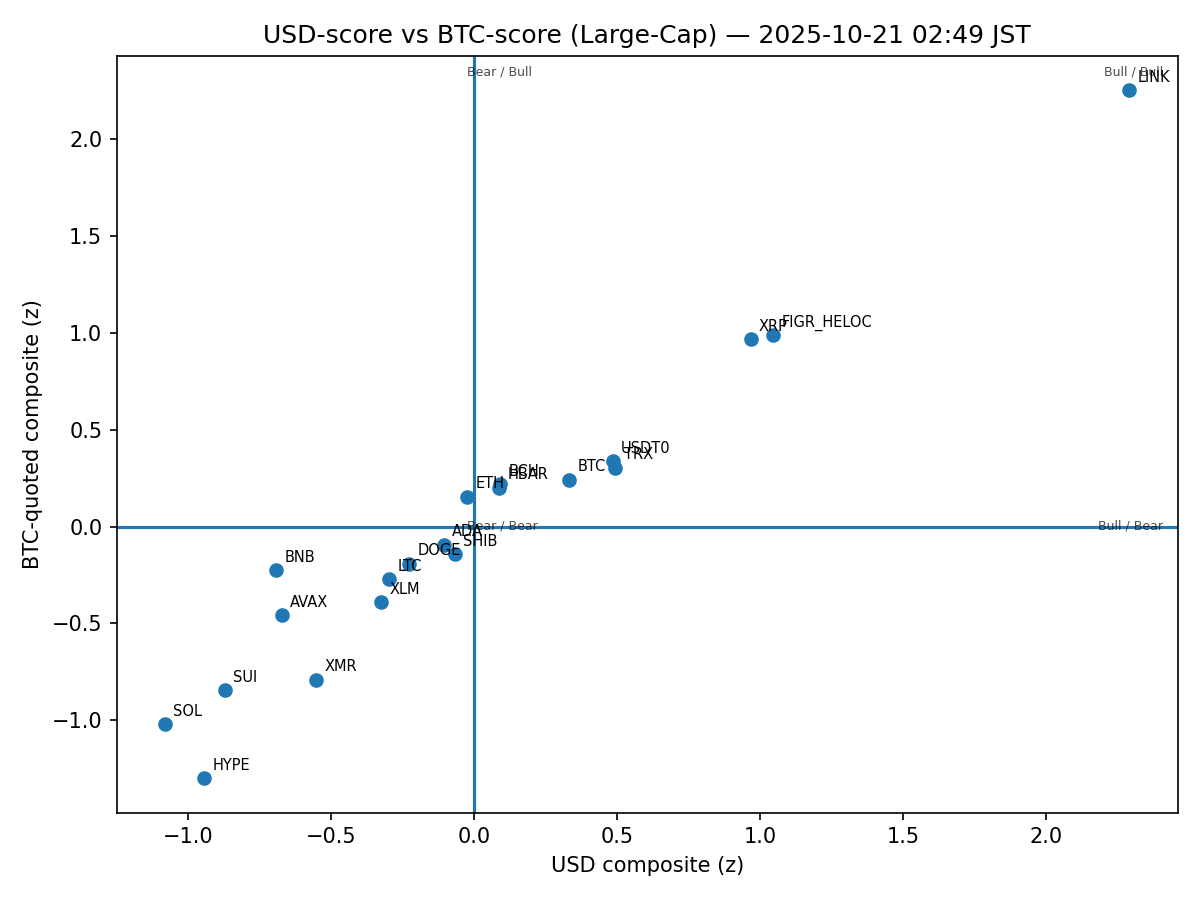 USD-score vs BTC-score (Large-Cap) — 2025-10-21 02:49 JST
Bear / Bull
Bull / Bull
LINK
2.0
1.5
1.0
XRP
FIGR_HELOC
0.5
USDT0
TRX
BTC
BCH
HBAR
ETH
0.0
Bear / Bear
Bull / Bear
ADA
SHIB
DOGE
BNB
LTC
XLM
AVAX
−0.5
XMR
SUI
SOL
−1.0
HYPE
−1.0
−0.5
0.0
0.5
1.0
1.5
2.0
USD composite (z)
BTC-quoted composite (z)